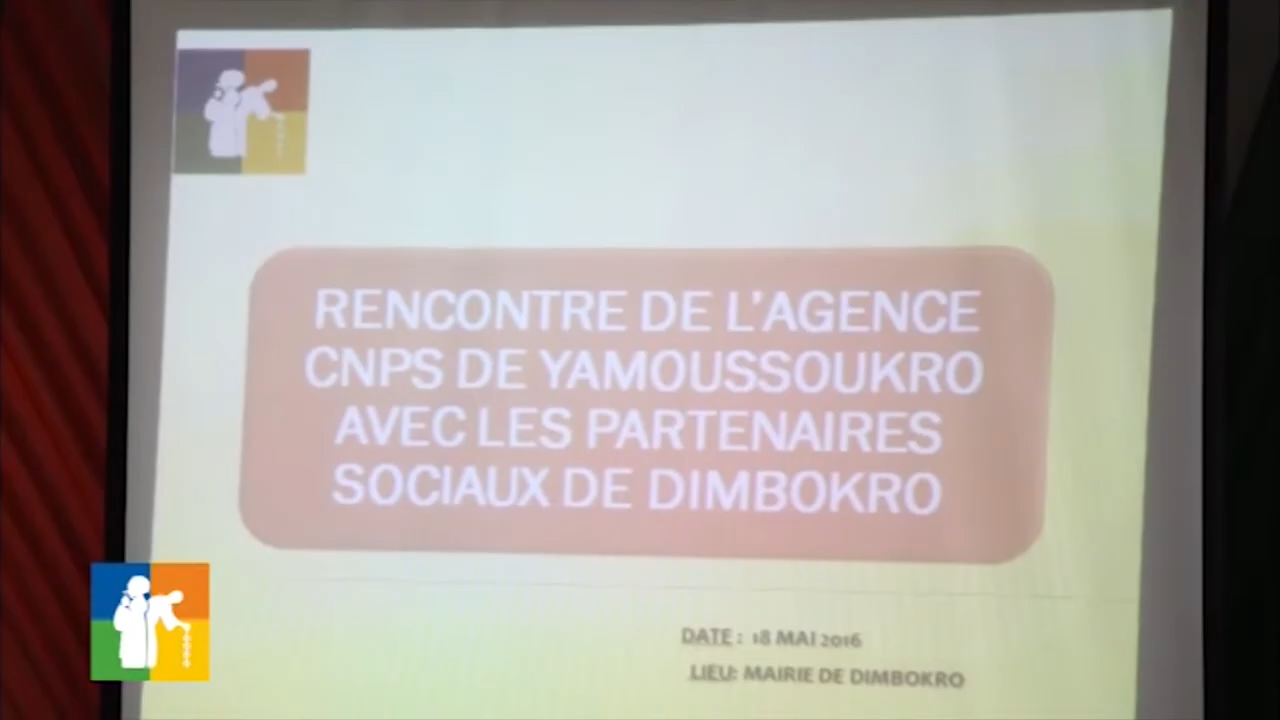 RENCONTRE DE L'AGENCE
CNPS DE YAMOUSSOUKRO
AVEC LES PARTENAIRES
SOCIAUX DE DIMBOKRO
DATE : 18 MAI 2016
LIEU: MAIRIE DE DIMBOKRO